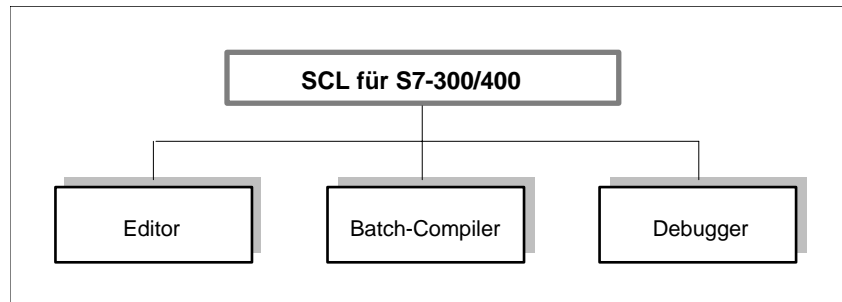 SCL für S7-300/400
Editor
Batch-Compiler
Debugger